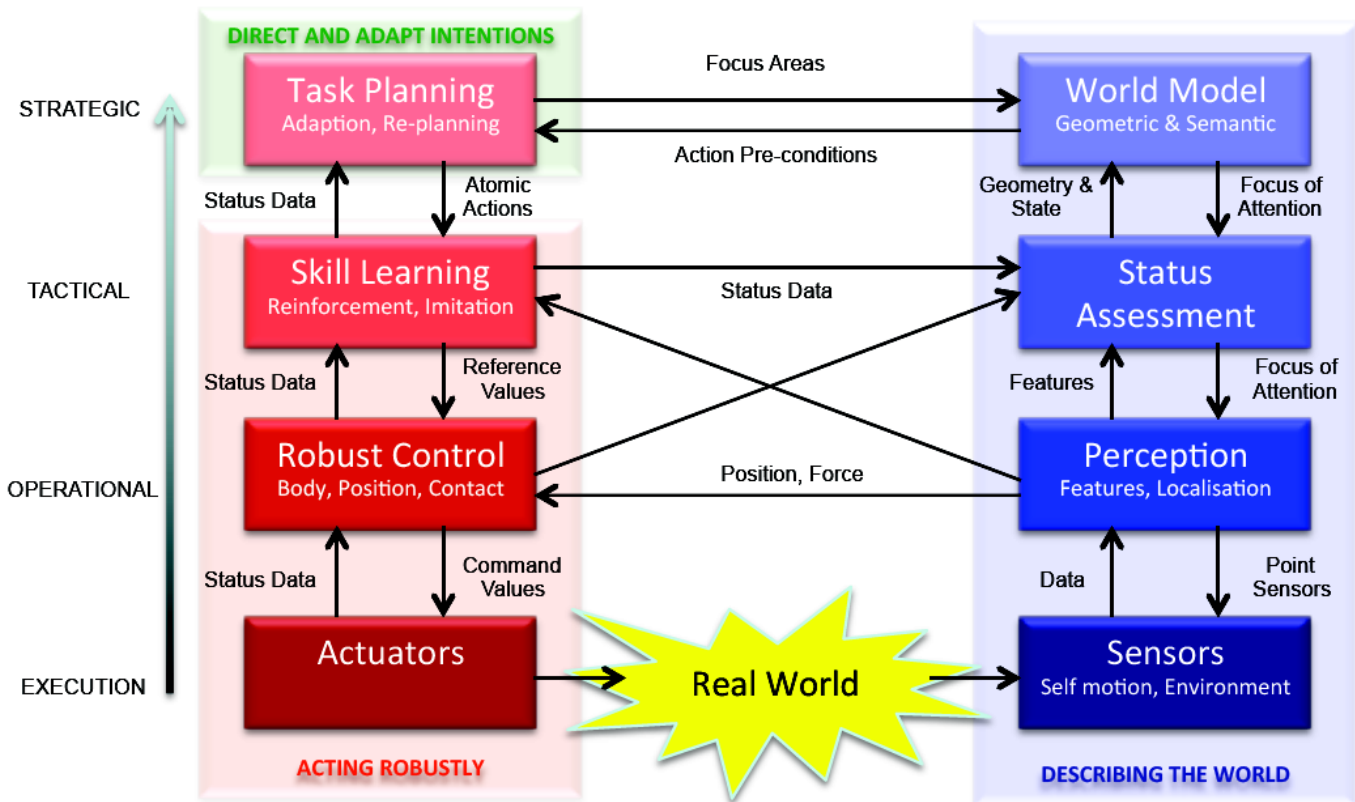 DIRECT AND ADAPT INTENTIONS
STRATEGIC
Task Planning
Adaption, Re-planning
Focus Areas
Action Pre-conditions
World Model
Geometric & Semantic
Status Data
Atomic
Actions
Geometry &
State
Focus of
Attention
TACTICAL
Skill Learning
Reinforcement, Imitation
Status Data
Status
Assessment
Status Data
Reference
Values
Features
Focus of
Attention
OPERATIONAL
Robust Control
Body, Position, Contact
Position, Force
Perception
Features, Localisation
Status Data
Command
Values
Data
Point
Sensors
EXECUTION
Actuators
Real World
Sensors
Self motion, Environment
ACTING ROBUSTLY
DESCRIBING THE WORLD